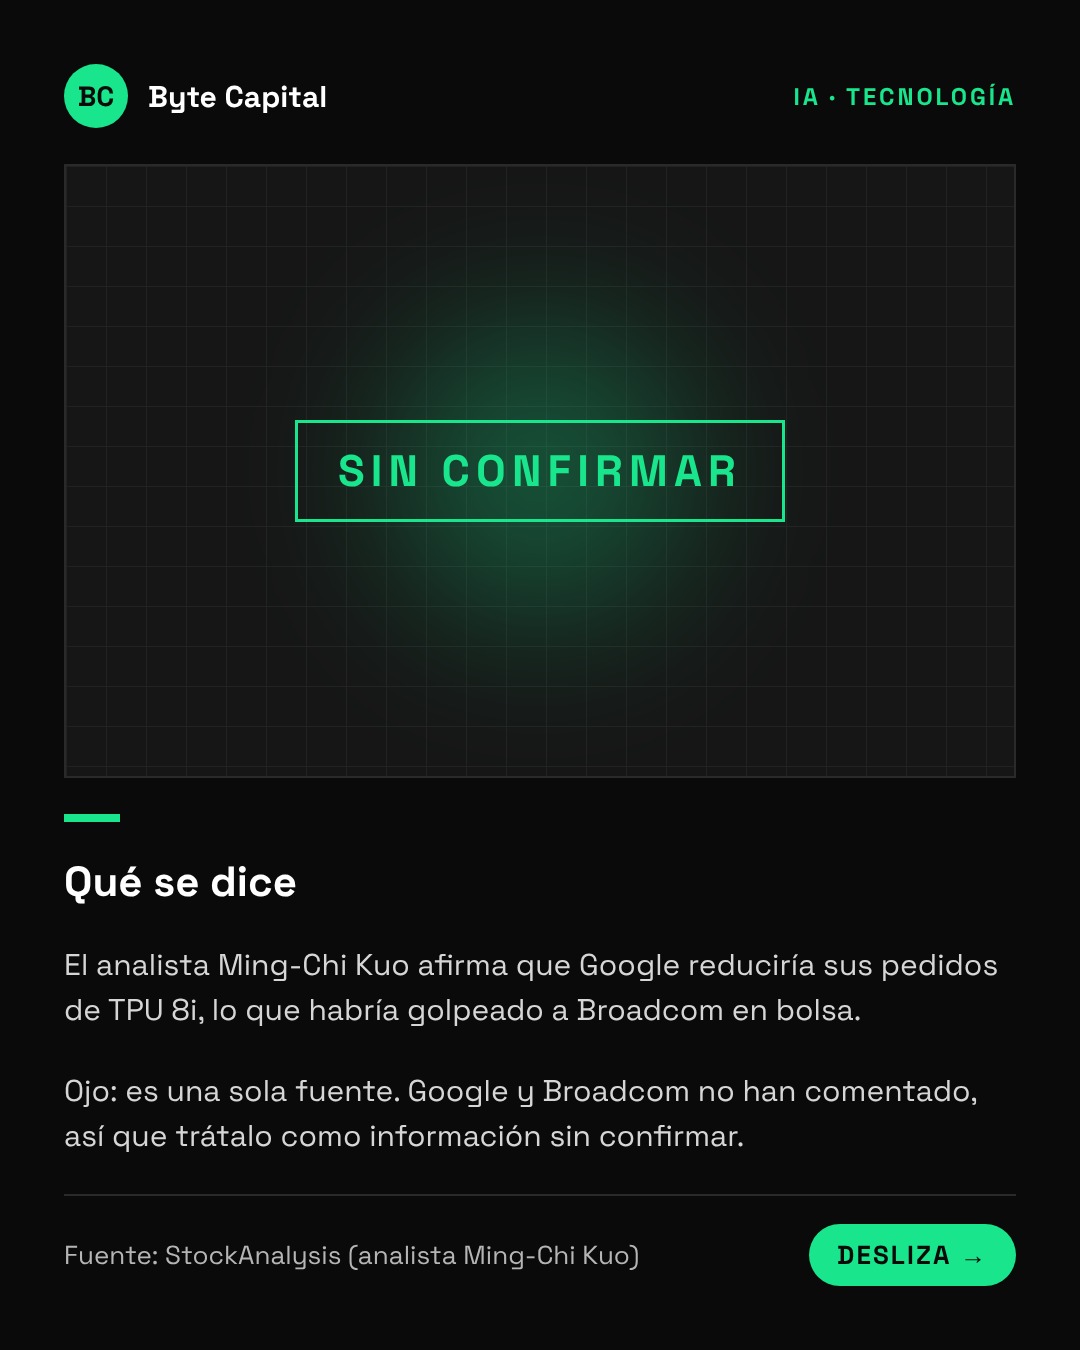 BC
Byte Capital
IA · TECNOLOGÍA
SIN CONFIRMAR
Qué se dice
El analista Ming-Chi Kuo afirma que Google reduciría sus pedidos
de TPU 8i, lo que habría golpeado a Broadcom en bolsa.
Ojo: es una sola fuente. Google y Broadcom no han comentado,
así que trátalo como información sin confirmar.
Fuente: StockAnalysis (analista Ming-Chi Kuo)
DESLIZA →